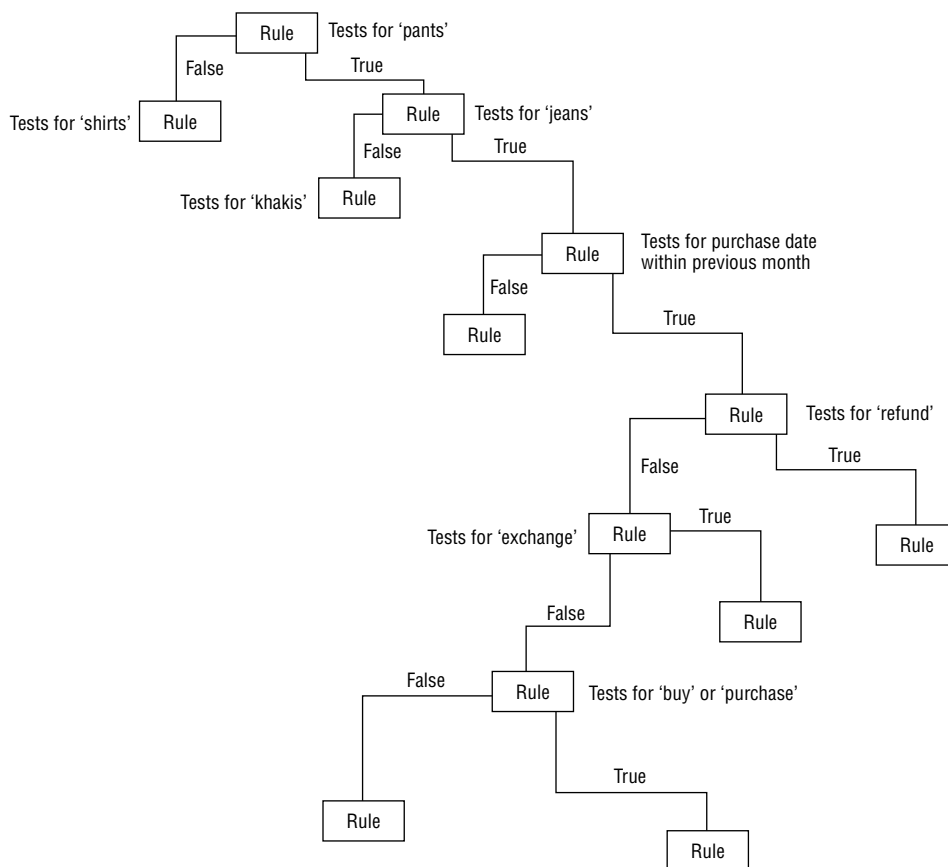 Rule
Tests for ‘pants’
False
True
Tests for ‘shirts’
Rule
Rule
Tests for ‘jeans’
False
True
Tests for ‘khakis’
Rule
Rule
Tests for purchase date
within previous month
False
True
Rule
Rule
Tests for ‘refund’
False
True
Tests for ‘exchange’
Rule
True
Rule
False
Rule
False
Rule
Tests for ‘buy’ or ‘purchase’
True
Rule
Rule